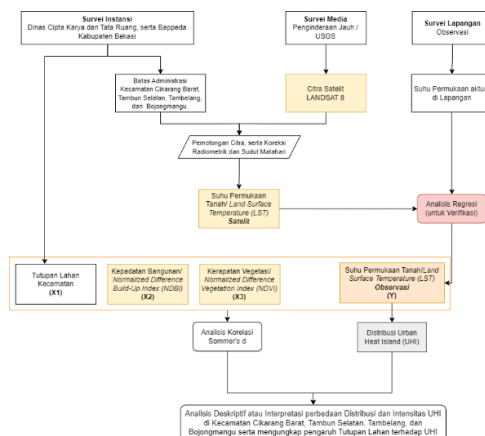 Survei Instansi
Dinas Cipta Karya dan Tata Ruang, serta Bappeda
Kabupaten Bekasi
Survei Media
Penginderaan Jauh /
USGS
Survei Lapangan
Observasi
Batas Administrasi
Kecamatan Cikarang Barat,
Tambun Selatan, Tambelang,
dan Bojongmangu.
Citra Satelit
LANDSAT 8
Suhu Permukaan aktual
di Lapangan
Pemotongan Citra, serta Koreksi
Radiometrik dan Sudut Matahari
Suhu Permukaan
Tanah/ Land Surface
Temperature (LST)
Satelit
Analisis Regrasi
(untuk Verifikasi)
Tutupan Lahan
Kecamatan
(X1)
Kepadatan Bangunan/
Normalized Difference
Build-Up Index (NDBI)
(X2)
Kerapatan Vegetasi/
Normalized Difference
Vegetation Index (NDVI)
(X3)
Suhu Permukaan Tanah/Land
Surface Temperature (LST)
Observasi
(Y)
Analisis Korelasi
Sommer's d
Distribusi Urban
Heat Island (UHI)
Analisis Deskriptif atau Interpretasi perbedaan Distribusi dan Intensitas UHI
di Kecamatan Cikarang Barat, Tambun Selatan, Tambelang, dan
Bojongmangu serta mengungkap pengaruh Tutupan Lahan terhadap UHI